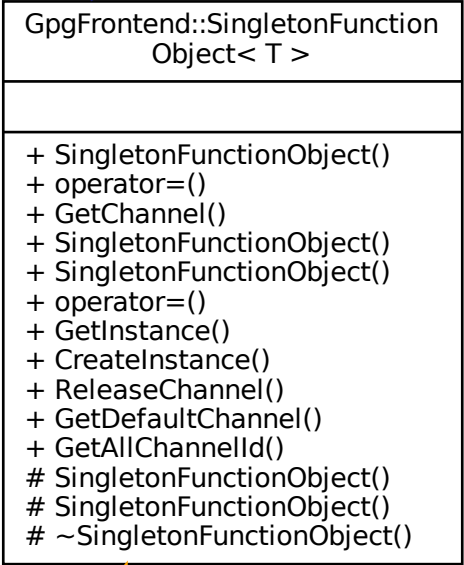 GpgFrontend::SingletonFunction
Object< T >
+ SingletonFunctionObject()
+ operator=()
+ GetChannel()
+ SingletonFunctionObject()
+ SingletonFunctionObject()
+ operator=()
+ GetInstance()
+ CreateInstance()
+ ReleaseChannel()
+ GetDefaultChannel()
+ GetAllChannelId()
# SingletonFunctionObject()
# SingletonFunctionObject()
# ~SingletonFunctionObject()